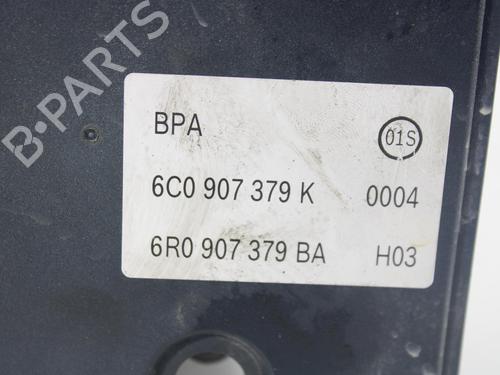 B-PARTS
BPA 01S
6C0 907 379 K 0004
6R0 907 379 BA H03